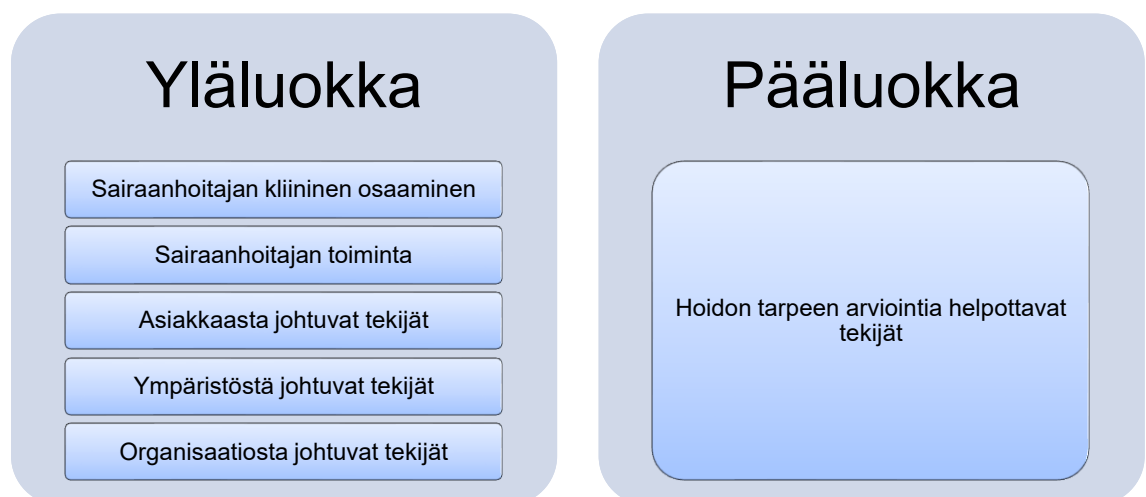 Yläluokka
Sairaanhoitajan kliininen osaaminen
Sairaanhoitajan toiminta
Asiakkaasta johtuvat tekijät
Ympäristöstä johtuvat tekijät
Organisaatiosta johtuvat tekijät
Pääluokka
Hoidon tarpeen arviointia helpottavat
tekijät